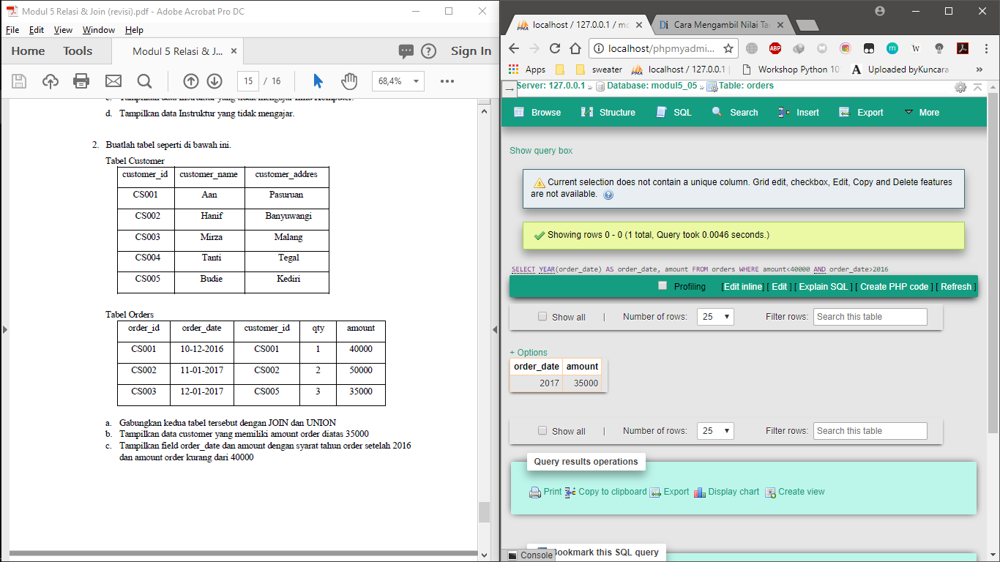 Modul 5 Relasi & Join (revisi).pdf - Adobe Acrobat Pro DC
File Edit View Window Help
Home Tools Modul 5 Relasi & J... × Sign In
15 / 16 68,4%
d. Tampilkan data Instruktur yang tidak mengajar.
2. Buatlah tabel seperti di bawah ini.
Tabel Customer
customer_id customer_name customer_addres
CS001 Aan Pasuruan
CS002 Hanif Banyuwangi
CS003 Mirza Malang
CS004 Tanti Tegal
CS005 Budie Kediri
Tabel Orders
order_id order_date customer_id qty amount
CS001 10-12-2016 CS001 1 40000
CS002 11-01-2017 CS002 2 50000
CS003 12-01-2017 CS005 3 35000
a. Gabungkan kedua tabel tersebut dengan JOIN dan UNION
b. Tampilkan data customer yang memiliki amount order diatas 35000
c. Tampilkan field order_date dan amount dengan syarat tahun order setelah 2016
dan amount order kurang dari 40000
PMA localhost / 127.0.0.1 / mo Di Cara Mengambil Nilai Ta
localhost/phpmyadmi...
ABP m W
Apps sweater localhost / 127.0.0.1 | Workshop Python 10 A Uploaded byKuncara »
Server: 127.0.0.1 » Database: modul5_05 » Table: orders
Browse Structure SQL Search Insert Export More
Show query box
Current selection does not contain a unique column. Grid edit, checkbox, Edit, Copy and Delete features
are not available.
Showing rows 0 - 0 (1 total, Query took 0.0046 seconds.)
SELECT YEAR(order_date) AS order_date, amount FROM orders WHERE amount<40000 AND order_date>2016
Profiling [Edit inline] [ Edit ] [ Explain SQL ] [ Create PHP code ] [ Refresh ]
Show all | Number of rows: 25 Filter rows: Search this table
+ Options
order_date amount
2017 35000
Show all | Number of rows: 25 Filter rows: Search this table
Query results operations
Print Copy to clipboard Export Display chart Create view
Bookmark this SQL query
Console